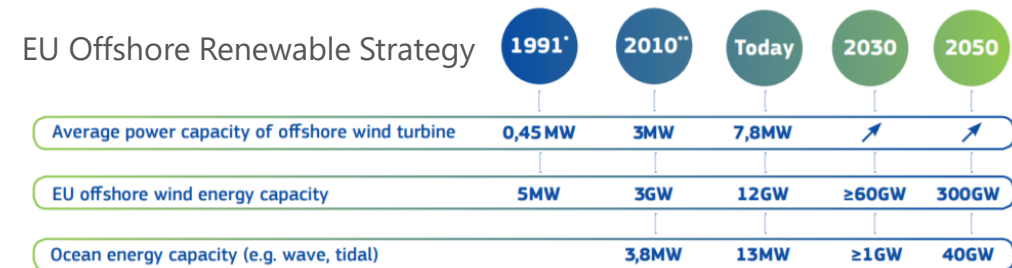 EU Offshore Renewable Strategy 1991* 2010** Today 2030 2050
Average power capacity of offshore wind turbine 0,45 MW 3MW 7,8MW
EU offshore wind energy capacity 5MW 3GW 12GW ≥60GW 300GW
Ocean energy capacity (e.g. wave, tidal) 3,8MW 13MW ≥1GW 40GW